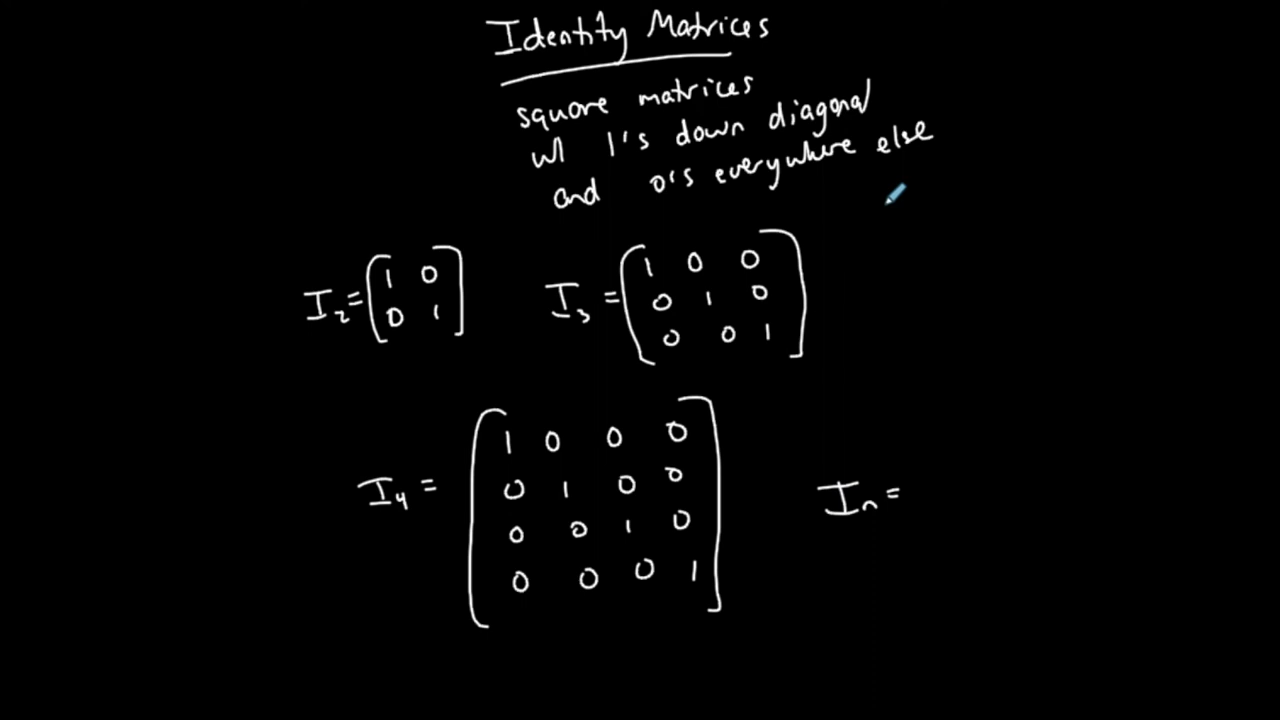 Identity Matrices
square matrices
w/ 1's down diagonal
and 0's everywhere else
I₂ = [1 0
0 1]
I₃ = [1 0 0
0 1 0
0 0 1]
I₄ = [1 0 0 0
0 1 0 0
0 0 1 0
0 0 0 1]
Iₙ =